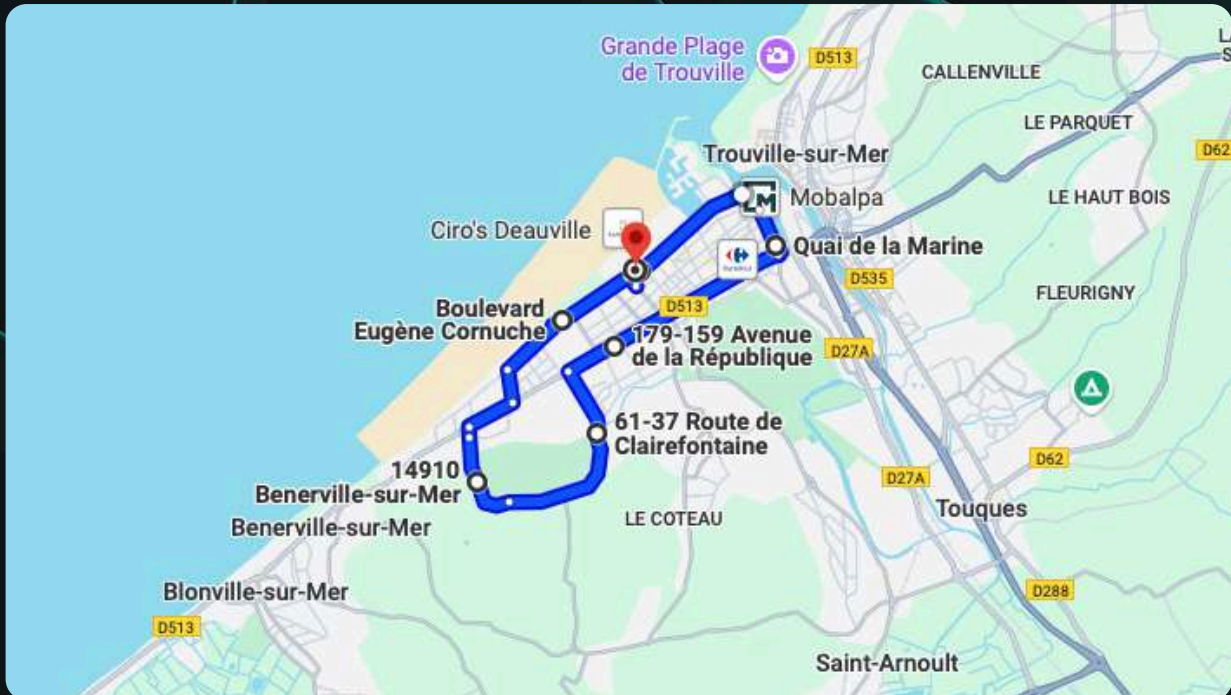 Grande Plage
de Trouville
D513
CALLENVILLE
LE PARQUET
D62
Trouville-sur-Mer
Mobalpa
LE HAUT BOIS
Ciro's Deauville
Quai de la Marine
D535
FLEURIGNY
Boulevard
Eugène Cornuche
D513
179-159 Avenue
de la République
D27A
61-37 Route de
Clairefontaine
14910
Benerville-sur-Mer
D62
D27A
LE COTEAU
Touques
Benerville-sur-Mer
Blonville-sur-Mer
D288
D513
Saint-Arnoult